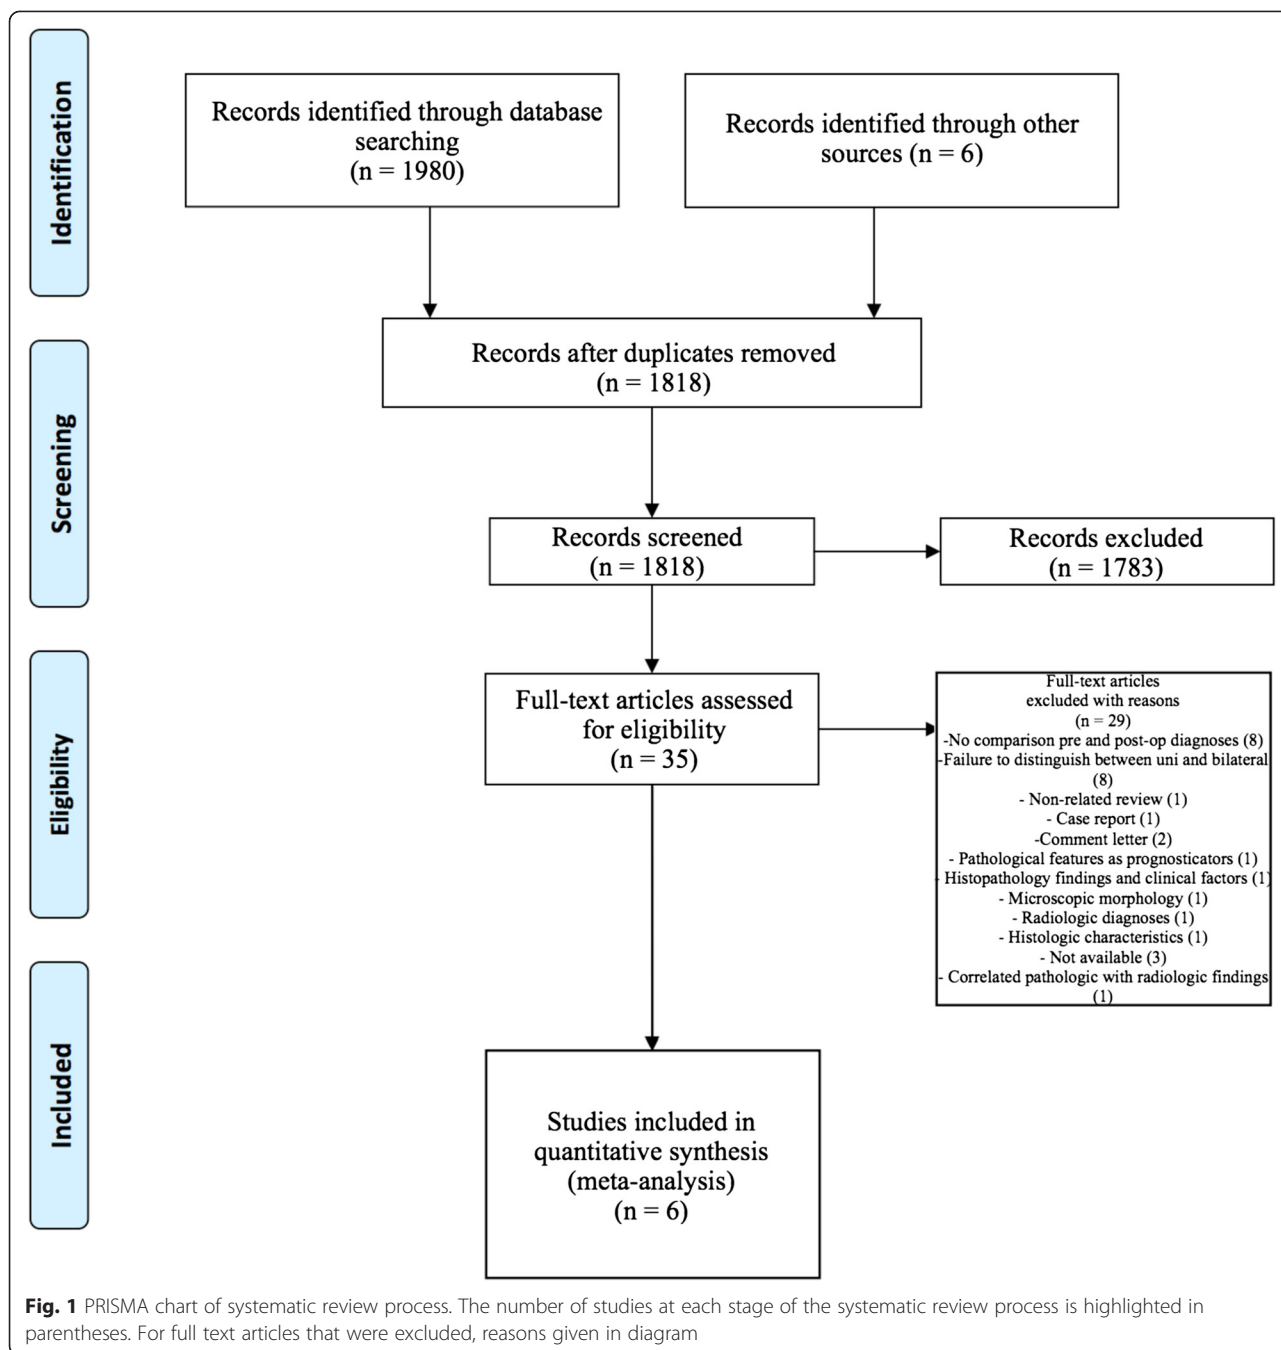 Identification
Records identified through database
searching
(n = 1980)
Records identified through other
sources (n = 6)
Records after duplicates removed
(n = 1818)
Screening
Records screened
(n = 1818)
Records excluded
(n = 1783)
Eligibility
Full-text articles assessed
for eligibility
(n = 35)
Full-text articles
excluded with reasons
(n = 29)
-No comparison pre and post-op diagnoses (8)
-Failure to distinguish between uni and bilateral
(8)
- Non-related review (1)
- Case report (1)
-Comment letter (2)
- Pathological features as prognosticators (1)
- Histopathology findings and clinical factors (1)
- Microscopic morphology (1)
- Radiologic diagnoses (1)
- Histologic characteristics (1)
- Not available (3)
- Correlated pathologic with radiologic findings
(1)
Included
Studies included in
quantitative synthesis
(meta-analysis)
(n = 6)
Fig. 1 PRISMA chart of systematic review process. The number of studies at each stage of the systematic review process is highlighted in
parentheses. For full text articles that were excluded, reasons given in diagram